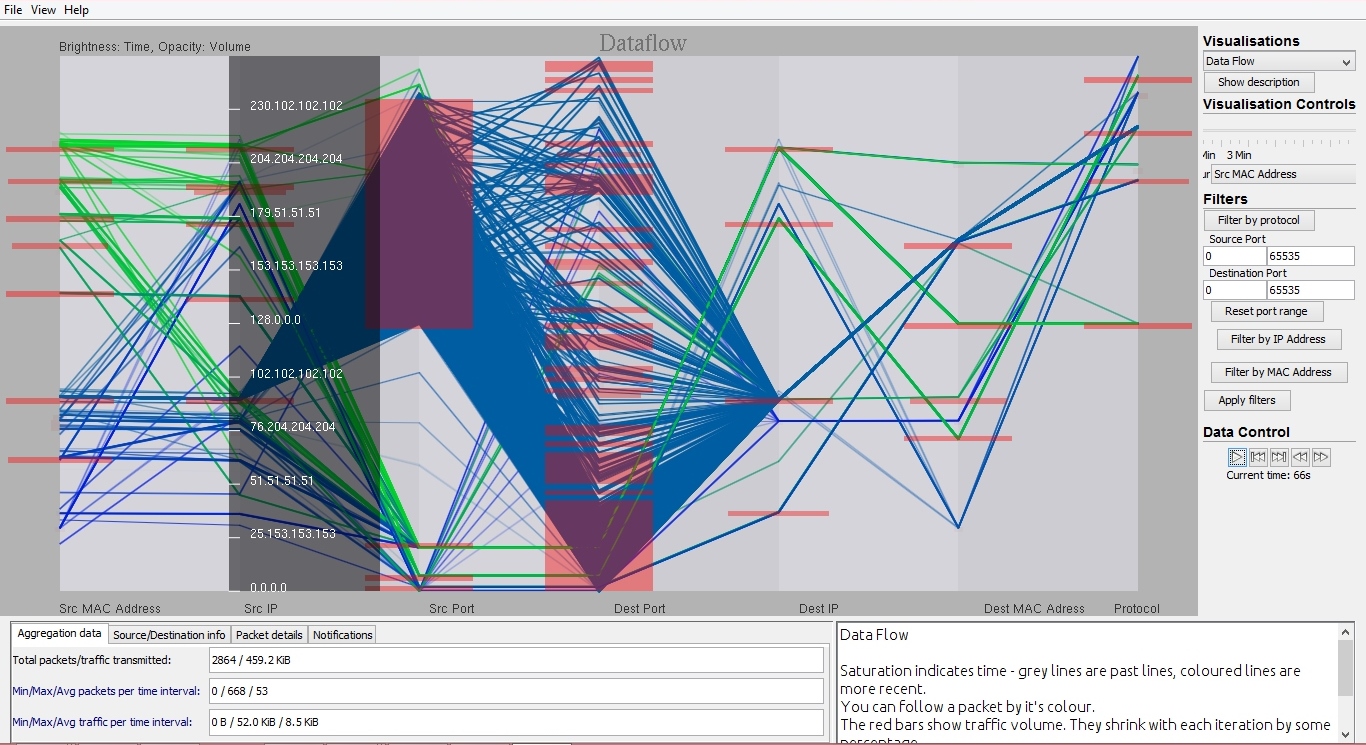 File View Help
Brightness: Time, Opacity: Volume
Dataflow
230.102.102.102
204.204.204.204
179.51.51.51
153.153.153.153
128.0.0.0
102.102.102.102
76.204.204.204
51.51.51.51
25.153.153.153
0.0.0.0
Src MAC Address Src IP Src Port Dest Port Dest IP Dest MAC Adress Protocol
Visualisations
Data Flow
Show description
Visualisation Controls
Min 3 Min
ur Src MAC Address
Filters
Filter by protocol
Source Port
0 65535
Destination Port
0 65535
Reset port range
Filter by IP Address
Filter by MAC Address
Apply filters
Data Control
Current time: 66s
Aggregation data Source/Destination info Packet details Notifications
Total packets/traffic transmitted: 2864 / 459.2 KiB
Min/Max/Avg packets per time interval: 0 / 668 / 53
Min/Max/Avg traffic per time interval: 0 B / 52.0 KiB / 8.5 KiB
Data Flow
Saturation indicates time - grey lines are past lines, coloured lines are
more recent.
You can follow a packet by it's colour.
The red bars show traffic volume. They shrink with each iteration by some
percentage